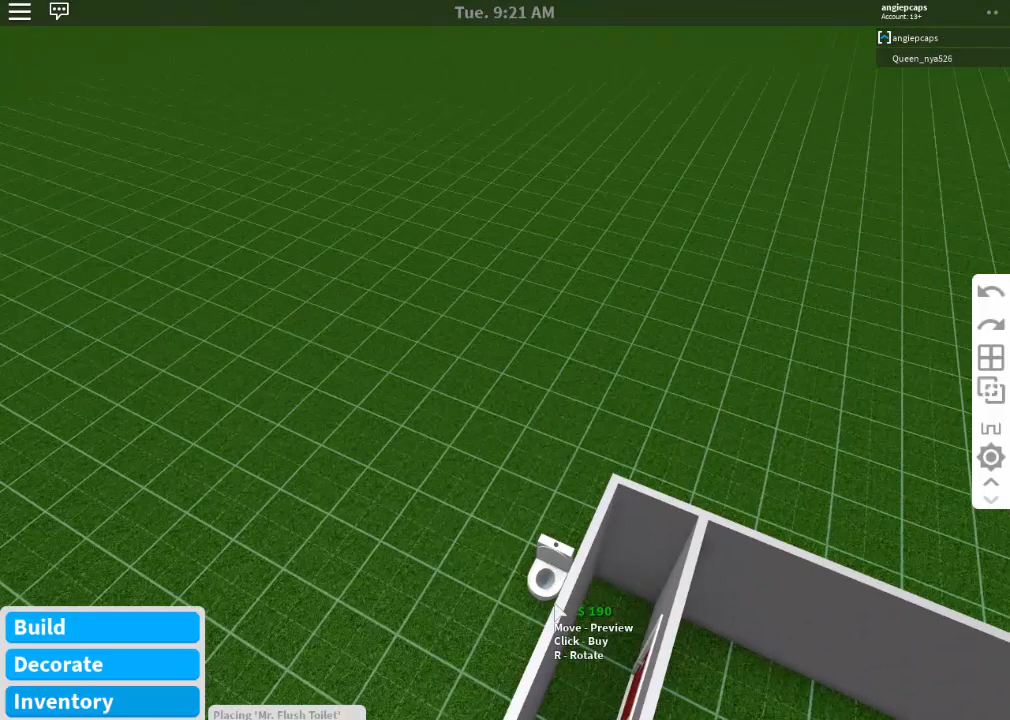 Tue. 9:21 AM
angiepcaps
Account: 13+
angiepcaps
Queen_nya526
$ 190
Move - Preview
Click - Buy
R - Rotate
Build
Decorate
Inventory
Placing 'Mr. Flush Toilet'